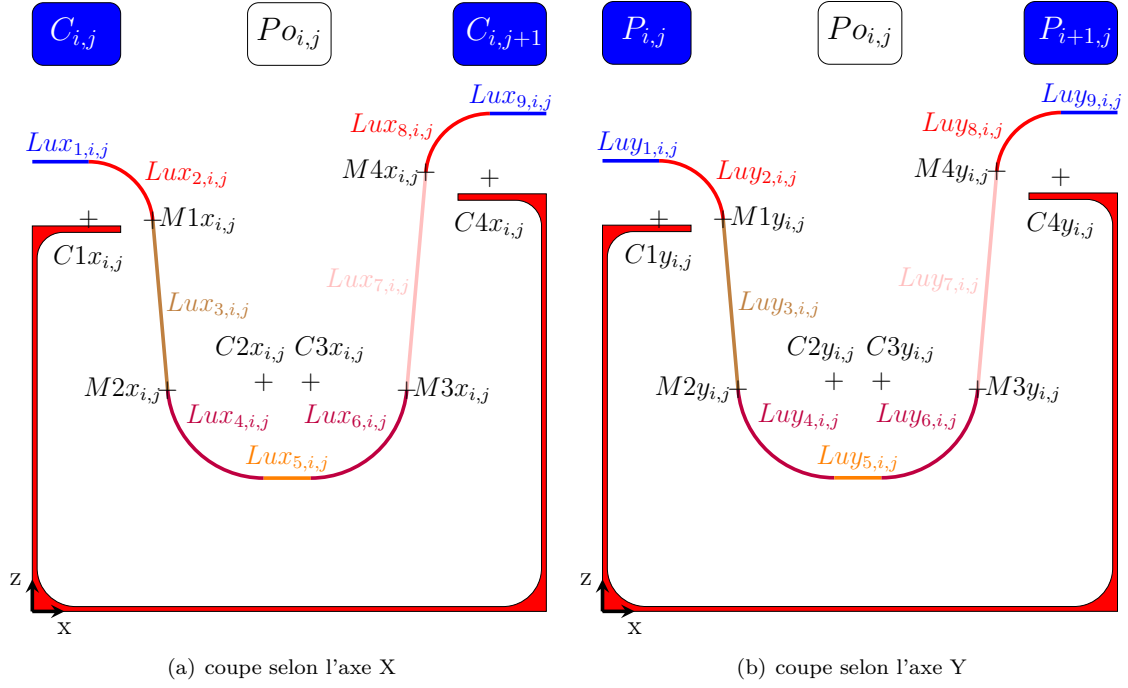 C_{i,j} Po_{i,j} C_{i,j+1}
Lux_{9,i,j}
Lux_{8,i,j}
Lux_{1,i,j}
Lux_{2,i,j}
M4x_{i,j}
M1x_{i,j}
C4x_{i,j}
C1x_{i,j}
Lux_{7,i,j}
Lux_{3,i,j}
C2x_{i,j} C3x_{i,j}
M2x_{i,j} M3x_{i,j}
Lux_{4,i,j} Lux_{6,i,j}
Lux_{5,i,j}
z
x
(a) coupe selon l'axe X
P_{i,j} Po_{i,j} P_{i+1,j}
Luy_{9,i,j}
Luy_{8,i,j}
Luy_{1,i,j}
Luy_{2,i,j}
M4y_{i,j}
M1y_{i,j}
C4y_{i,j}
C1y_{i,j}
Luy_{7,i,j}
Luy_{3,i,j}
C2y_{i,j} C3y_{i,j}
M2y_{i,j} M3y_{i,j}
Luy_{4,i,j} Luy_{6,i,j}
Luy_{5,i,j}
z
x
(b) coupe selon l'axe Y